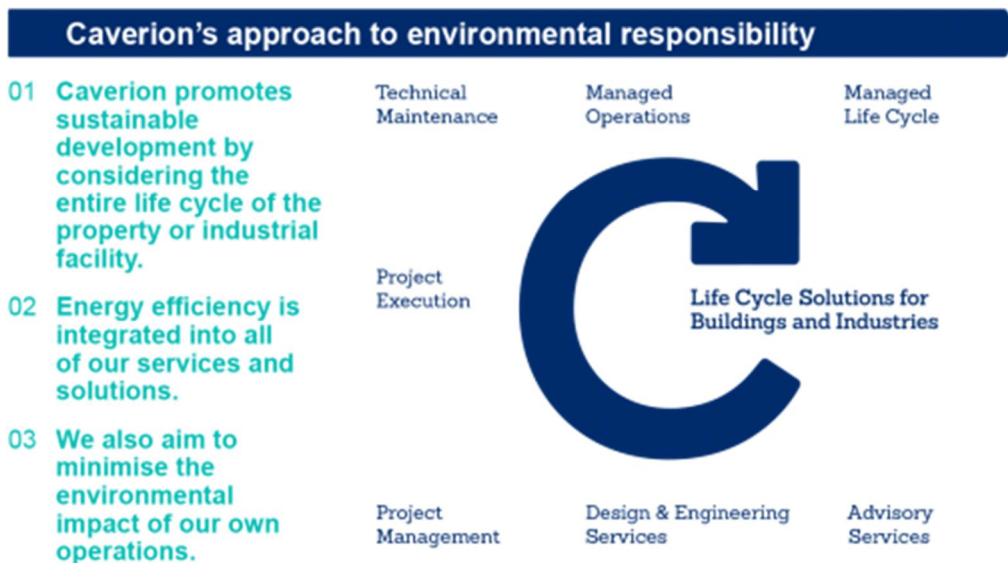 Caverion's approach to environmental responsibility
01 Caverion promotes
sustainable
development by
considering the
entire life cycle of the
property or industrial
facility.
02 Energy efficiency is
integrated into all
of our services and
solutions.
03 We also aim to
minimise the
environmental
impact of our own
operations.
Technical
Maintenance
Managed
Operations
Managed
Life Cycle
Project
Execution
Life Cycle Solutions for
Buildings and Industries
Project
Management
Design & Engineering
Services
Advisory
Services